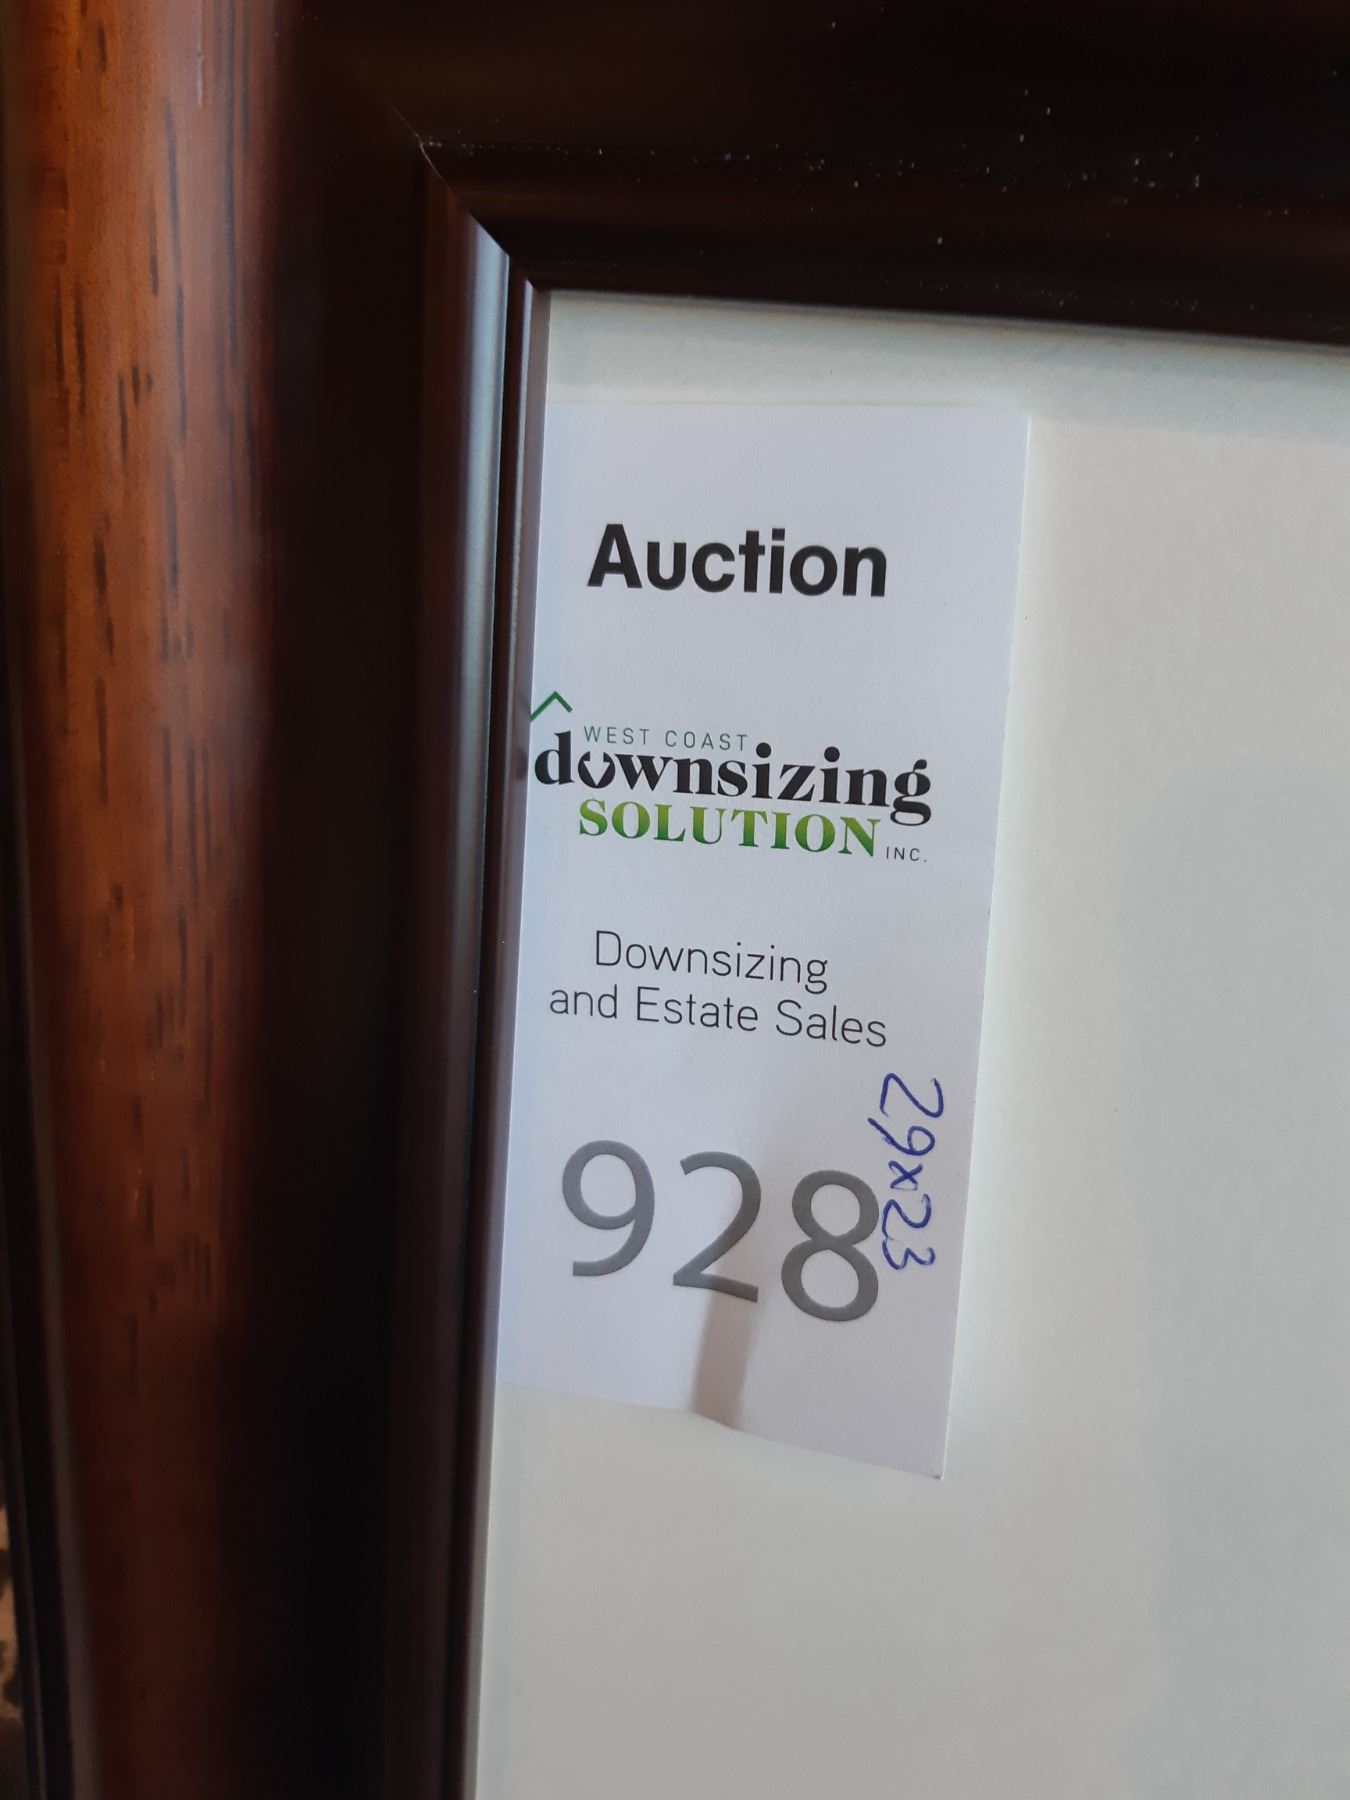 Auction
WEST COAST
downsizing
SOLUTION INC.
Downsizing
and Estate Sales
928
29x23